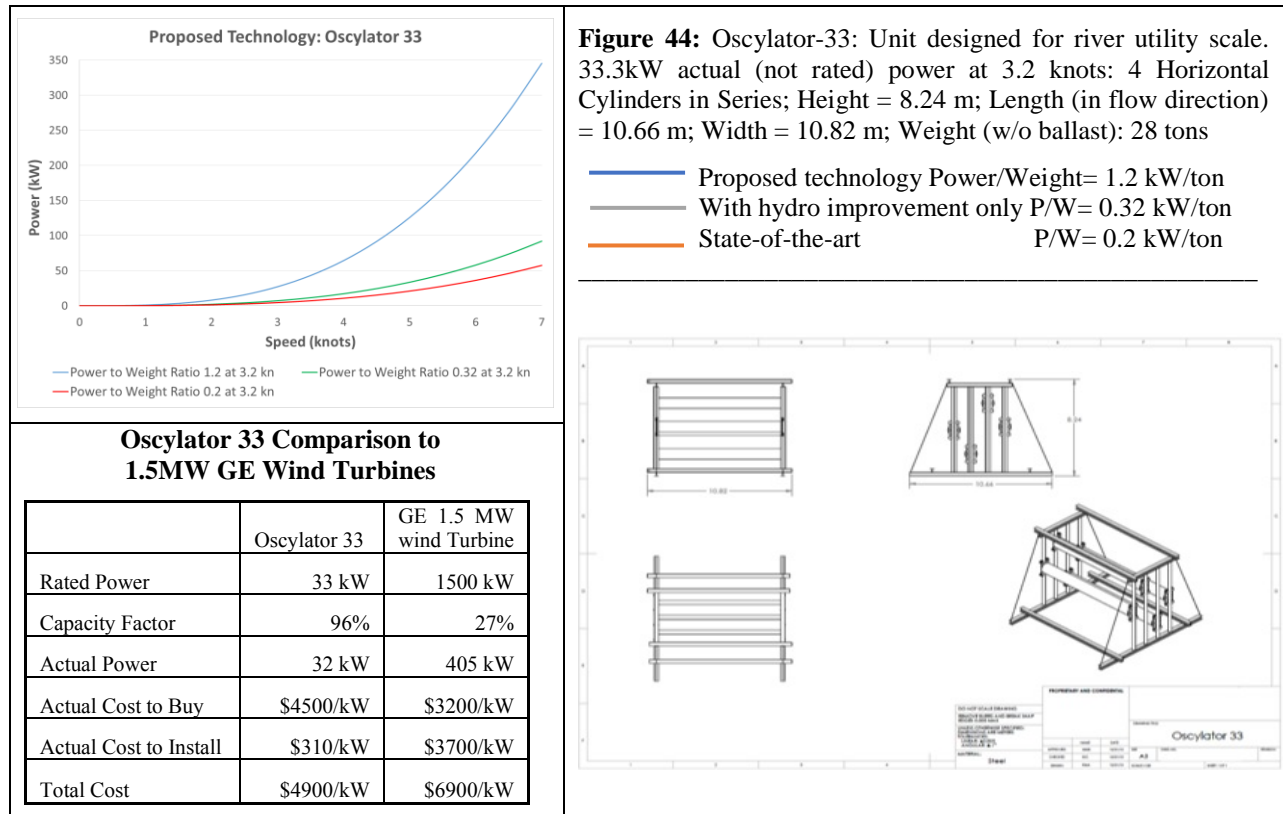 Proposed Technology: Oscylator 33
350
300
250
200
150
100
50
0
Power (kW)
0 1 2 3 4 5 6 7
Speed (knots)
Power to Weight Ratio 1.2 at 3.2 kn Power to Weight Ratio 0.32 at 3.2 kn
Power to Weight Ratio 0.2 at 3.2 kn
Figure 44: Oscylator-33: Unit designed for river utility scale.
33.3kW actual (not rated) power at 3.2 knots: 4 Horizontal
Cylinders in Series; Height = 8.24 m; Length (in flow direction)
= 10.66 m; Width = 10.82 m; Weight (w/o ballast): 28 tons
Proposed technology Power/Weight= 1.2 kW/ton
With hydro improvement only P/W= 0.32 kW/ton
State-of-the-art P/W= 0.2 kW/ton
Oscylator 33 Comparison to
1.5MW GE Wind Turbines
Oscylator 33 GE 1.5 MW
wind Turbine
Rated Power 33 kW 1500 kW
Capacity Factor 96% 27%
Actual Power 32 kW 405 kW
Actual Cost to Buy $4500/kW $3200/kW
Actual Cost to Install $310/kW $3700/kW
Total Cost $4900/kW $6900/kW
10.82
8.24
10.66
PROPRIETARY AND CONFIDENTIAL
DO NOT SCALE DRAWING
Steel
Oscylator 33
A3